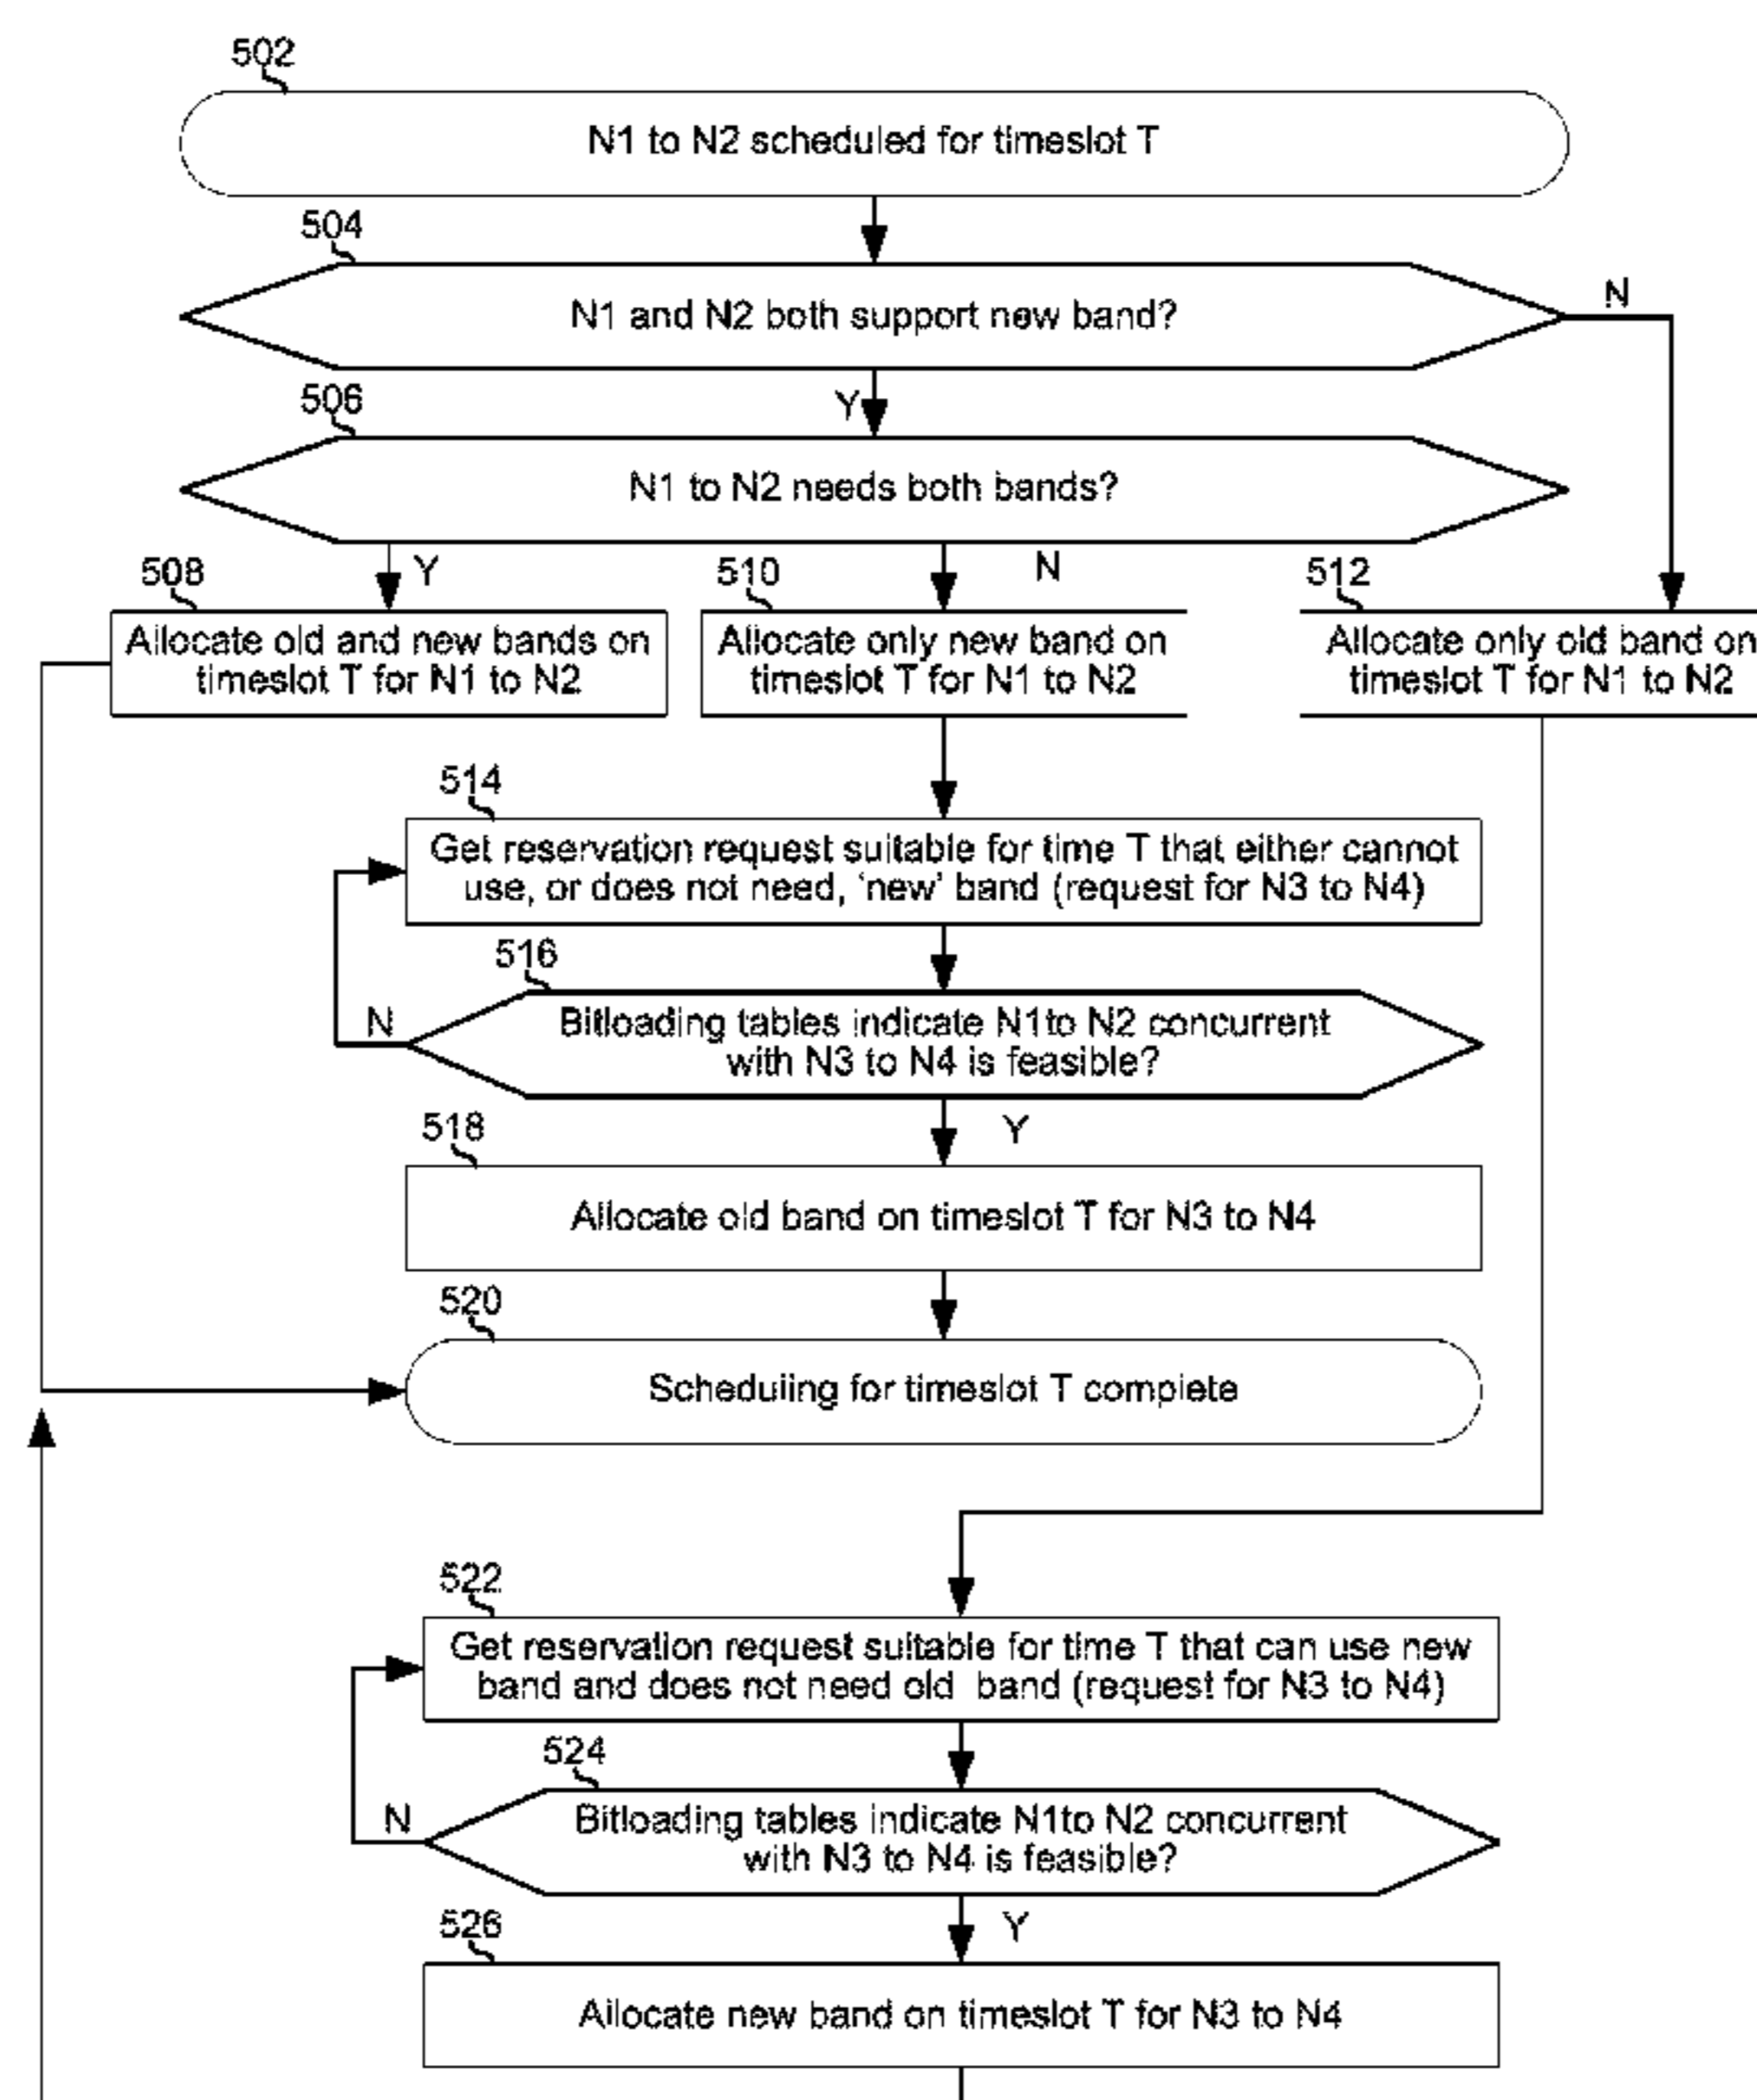 502
N1 to N2 scheduled for timeslot T
504
N1 and N2 both support new band?
N
Y
506
N1 to N2 needs both bands?
Y
N
508
Allocate old and new bands on
timeslot T for N1 to N2
510
Allocate only new band on
timeslot T for N1 to N2
512
Allocate only old band on
timeslot T for N1 to N2
514
Get reservation request suitable for time T that either cannot
use, or does not need, ‘new’ band (request for N3 to N4)
516
Bitloading tables indicate N1to N2 concurrent
with N3 to N4 is feasible?
N
Y
518
Allocate old band on timeslot T for N3 to N4
520
Scheduling for timeslot T complete
522
Get reservation request suitable for time T that can use new
band and does not need old band (request for N3 to N4)
524
Bitloading tables indicate N1to N2 concurrent
with N3 to N4 is feasible?
N
Y
526
Allocate new band on timeslot T for N3 to N4